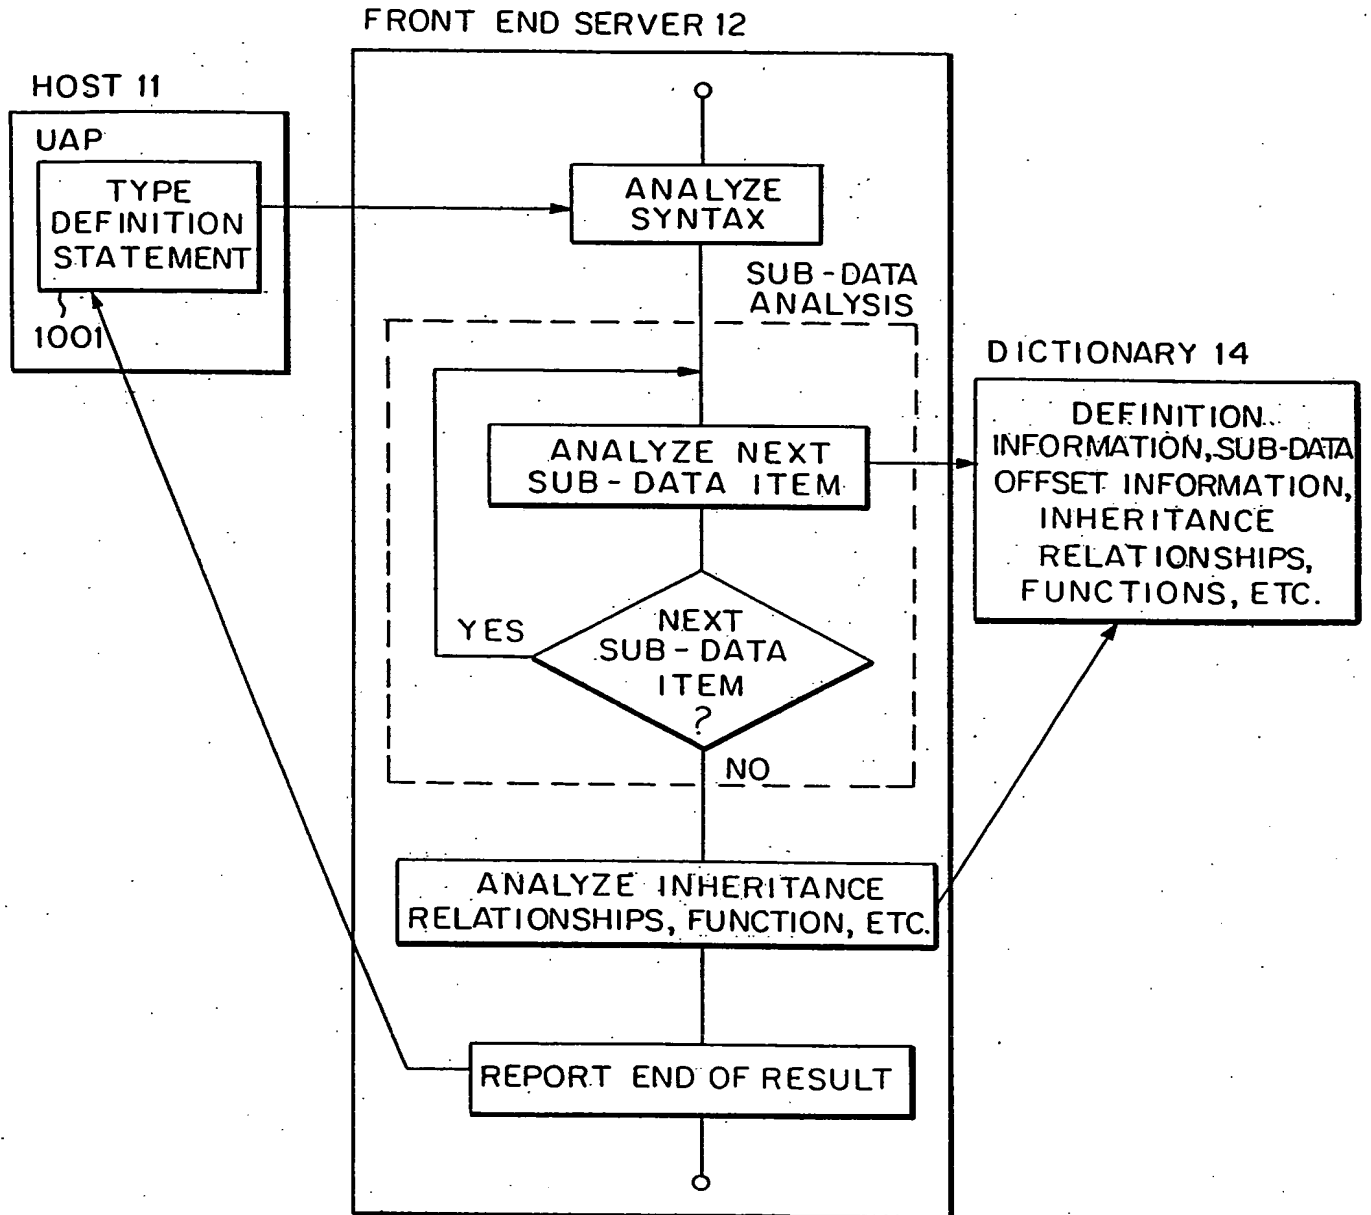 FRONT END SERVER 12
HOST 11
UAP
TYPE
DEFINITION
STATEMENT
1001
ANALYZE
SYNTAX
SUB-DATA
ANALYSIS
ANALYZE NEXT
SUB-DATA ITEM
NEXT
SUB-DATA
ITEM
?
YES
NO
DICTIONARY 14
DEFINITION
INFORMATION, SUB-DATA
OFFSET INFORMATION,
INHERITANCE
RELATIONSHIPS,
FUNCTIONS, ETC.
ANALYZE INHERITANCE
RELATIONSHIPS, FUNCTION, ETC.
REPORT END OF RESULT